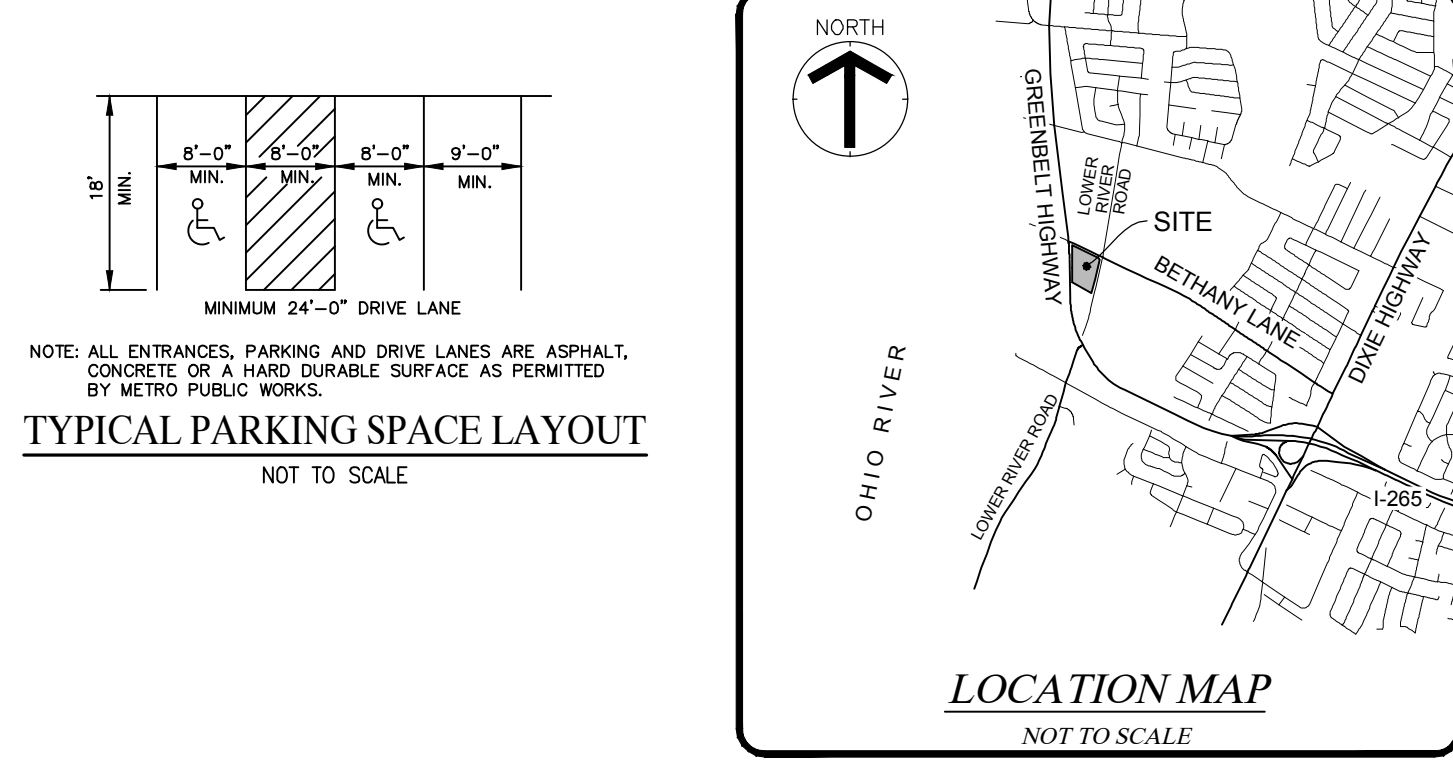 8'-0"
MIN.
8'-0"
MIN.
8'-0"
MIN.
9'-0"
MIN.
18'
MIN.
MINIMUM 24'-0" DRIVE LANE
NOTE: ALL ENTRANCES, PARKING AND DRIVE LANES ARE ASPHALT,
CONCRETE OR A HARD DURABLE SURFACE AS PERMITTED
BY METRO PUBLIC WORKS.
TYPICAL PARKING SPACE LAYOUT
NOT TO SCALE
NORTH
GREENBELT HIGHWAY
LOWER
RIVER
ROAD
SITE
BETHANY LANE
DIXIE HIGHWAY
OHIO RIVER
LOWER RIVER ROAD
I-265
LOCATION MAP
NOT TO SCALE